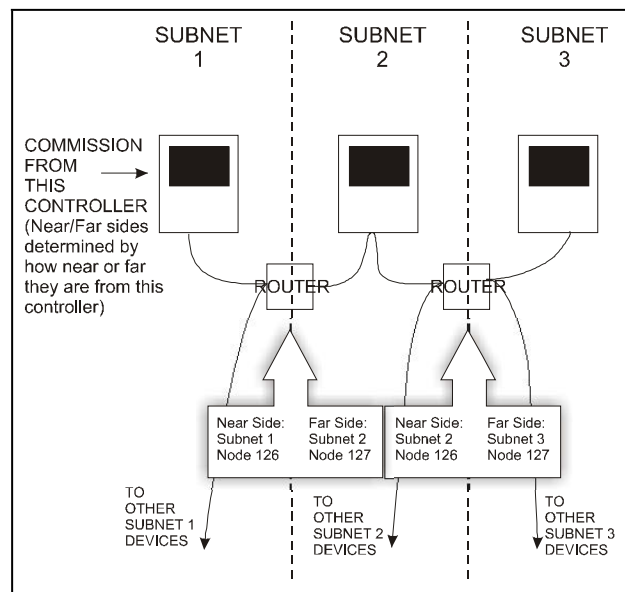 SUBNET
1
SUBNET
2
SUBNET
3
COMMISSION
FROM
THIS
CONTROLLER
(Near/Far sides
determined by
how near or far
they are from this
controller)
ROUTER
ROUTER
Near Side:
Subnet 1
Node 126
Far Side:
Subnet 2
Node 127
Near Side:
Subnet 2
Node 126
Far Side:
Subnet 3
Node 127
TO
OTHER
SUBNET 1
DEVICES
TO
OTHER
SUBNET 2
DEVICES
TO
OTHER
SUBNET 3
DEVICES